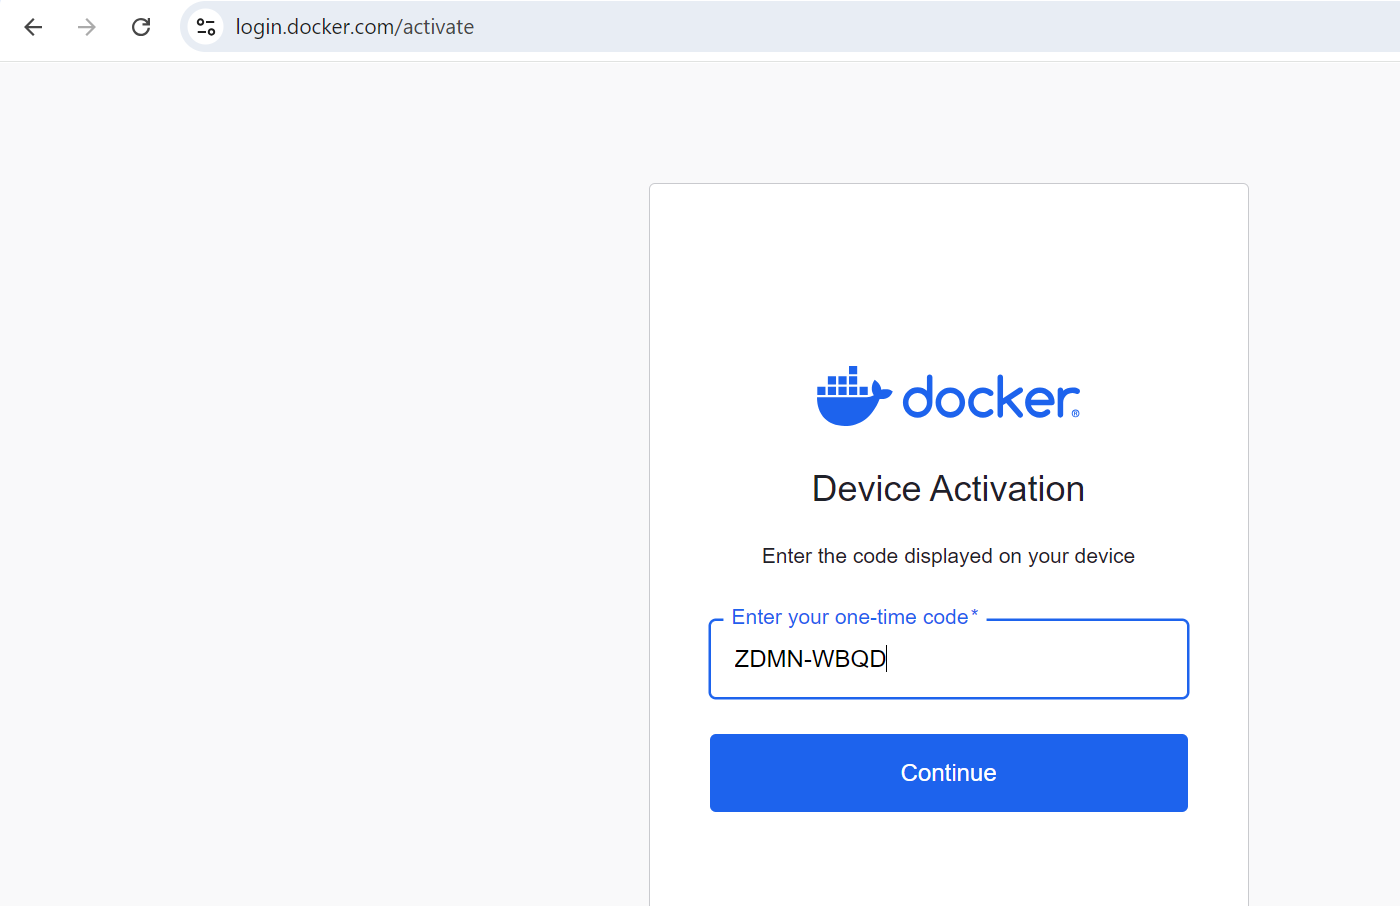 login.docker.com/activate
docker®
Device Activation
Enter the code displayed on your device
Enter your one-time code*
ZDMN-WBQD
Continue